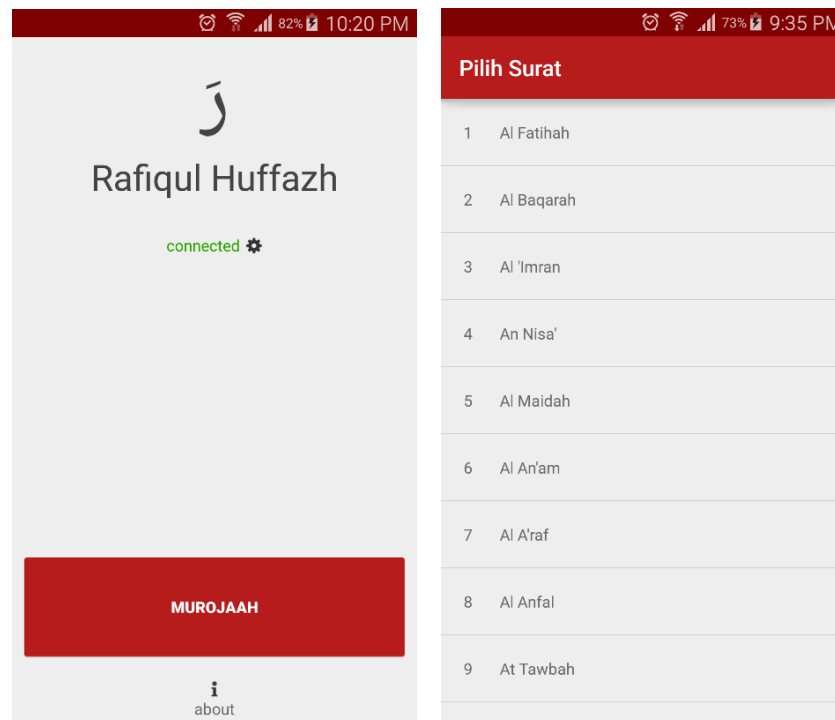 82% 10:20 PM
رَ
Rafiqul Huffazh
connected
MUROJAAH
i
about
73% 9:35 PM
Pilih Surat
1 Al Fatihah
2 Al Baqarah
3 Al 'Imran
4 An Nisa'
5 Al Maidah
6 Al An'am
7 Al A'raf
8 Al Anfal
9 At Tawbah